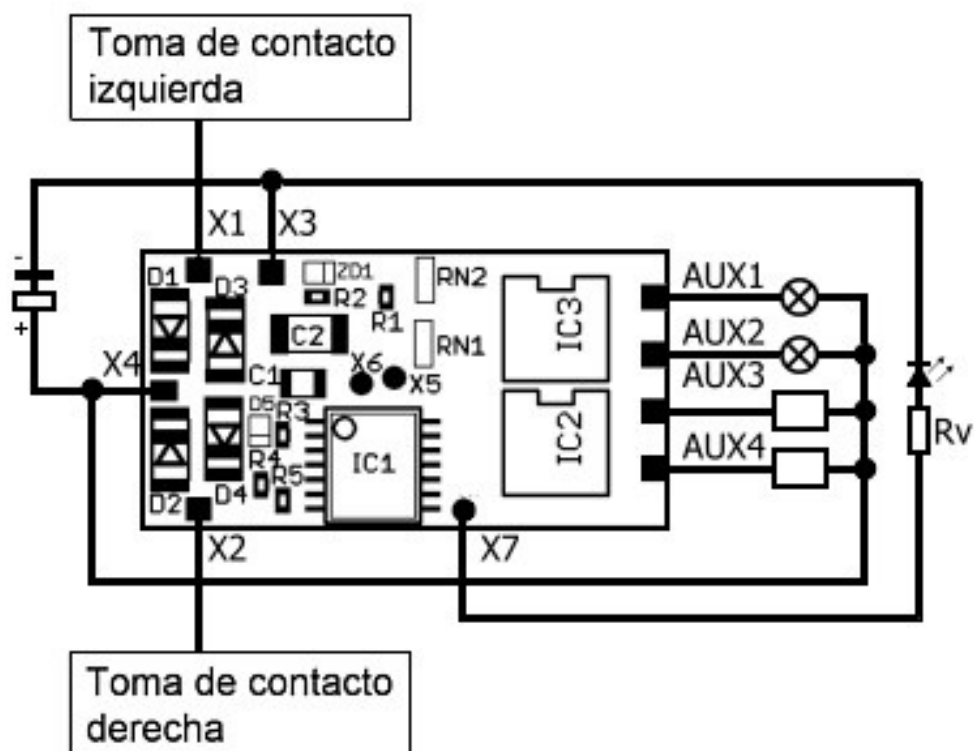 Toma de contacto
izquierda
X1
X3
-
+
D1
D3
ZD1
RN2
R2
R1
C2
RN1
IC3
AUX1
AUX2
AUX3
AUX4
X4
X6
X5
C1
D5
R3
IC1
IC2
Rv
R4
R5
D2
D4
X2
X7
Toma de contacto
derecha